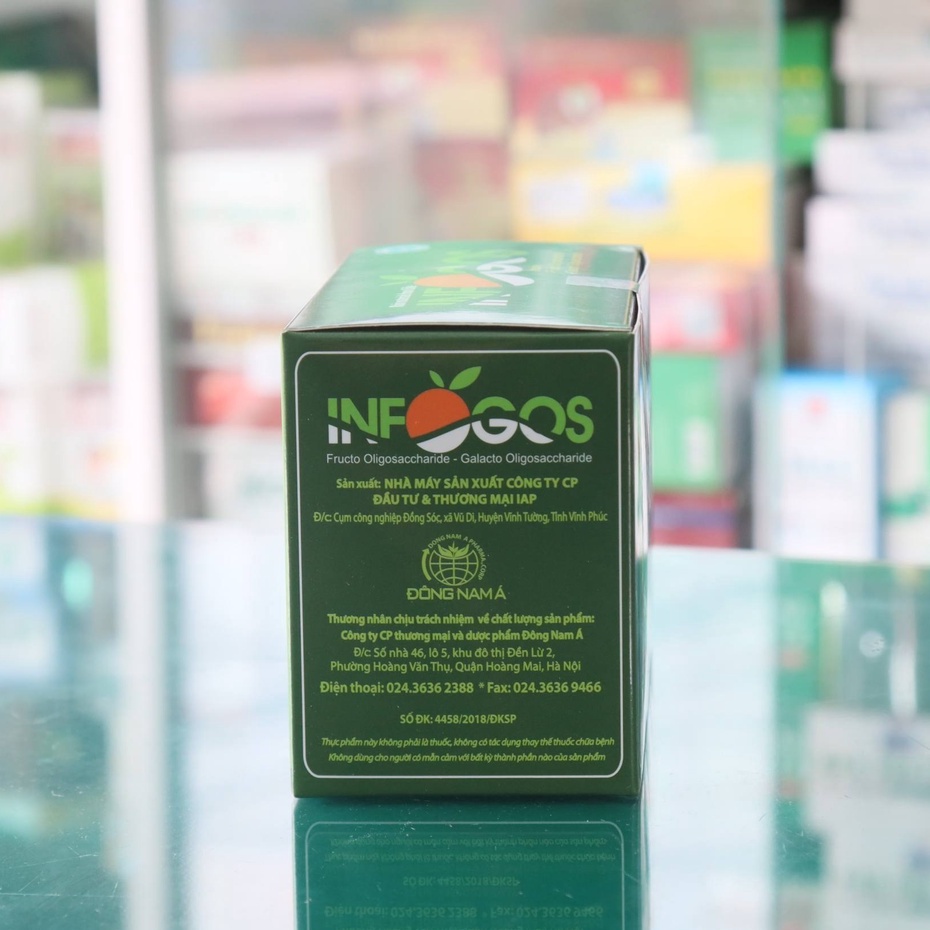 INFOGOS
INFOGOS
Fructo Oligosaccharide - Galacto Oligosaccharide
Sản xuất: NHÀ MÁY SẢN XUẤT CÔNG TY CP
ĐẦU TƯ & THƯƠNG MẠI IAP
Đ/c: Cụm công nghiệp Đồng Sóc, xã Vũ Di, Huyện Vĩnh Tường, Tỉnh Vĩnh Phúc
DONG NAM A PHARMA.COM
ĐÔNG NAM Á
Thương nhân chịu trách nhiệm về chất lượng sản phẩm:
Công ty CP thương mại và dược phẩm Đông Nam Á
Đ/c: Số nhà 46, lô 5, khu đô thị Đền Lừ 2,
Phường Hoàng Văn Thụ, Quận Hoàng Mai, Hà Nội
Điện thoại: 024.3636 2388 * Fax: 024.3636 9466
SỐ ĐK: 4458/2018/ĐKSP
Thực phẩm này không phải là thuốc, không có tác dụng thay thế thuốc chữa bệnh
Không dùng cho người có mẫn cảm với bất kỳ thành phần nào của sản phẩm